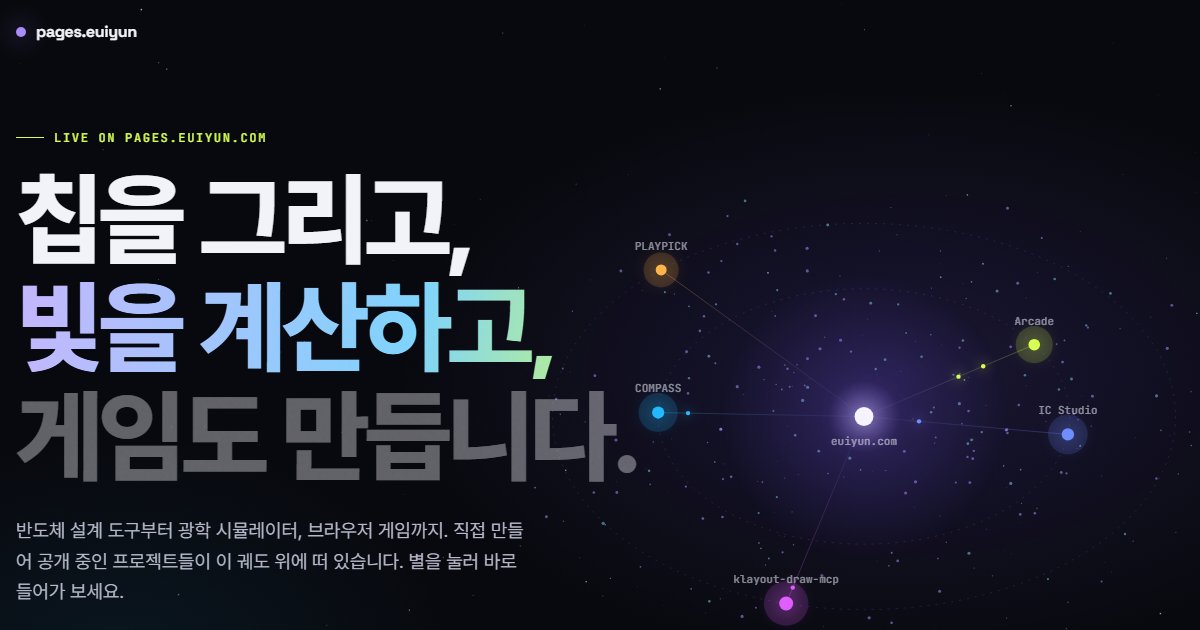 pages.euiyun
LIVE ON PAGES.EUIYUN.COM
칩을 그리고,
빛을 계산하고,
게임도 만듭니다.
반도체 설계 도구부터 광학 시뮬레이터, 브라우저 게임까지. 직접 만들
어 공개 중인 프로젝트들이 이 궤도 위에 떠 있습니다. 별을 눌러 바로
들어가 보세요.
PLAYPICK
Arcade
COMPASS
IC Studio
euiyun.com
klayout-draw-mcp